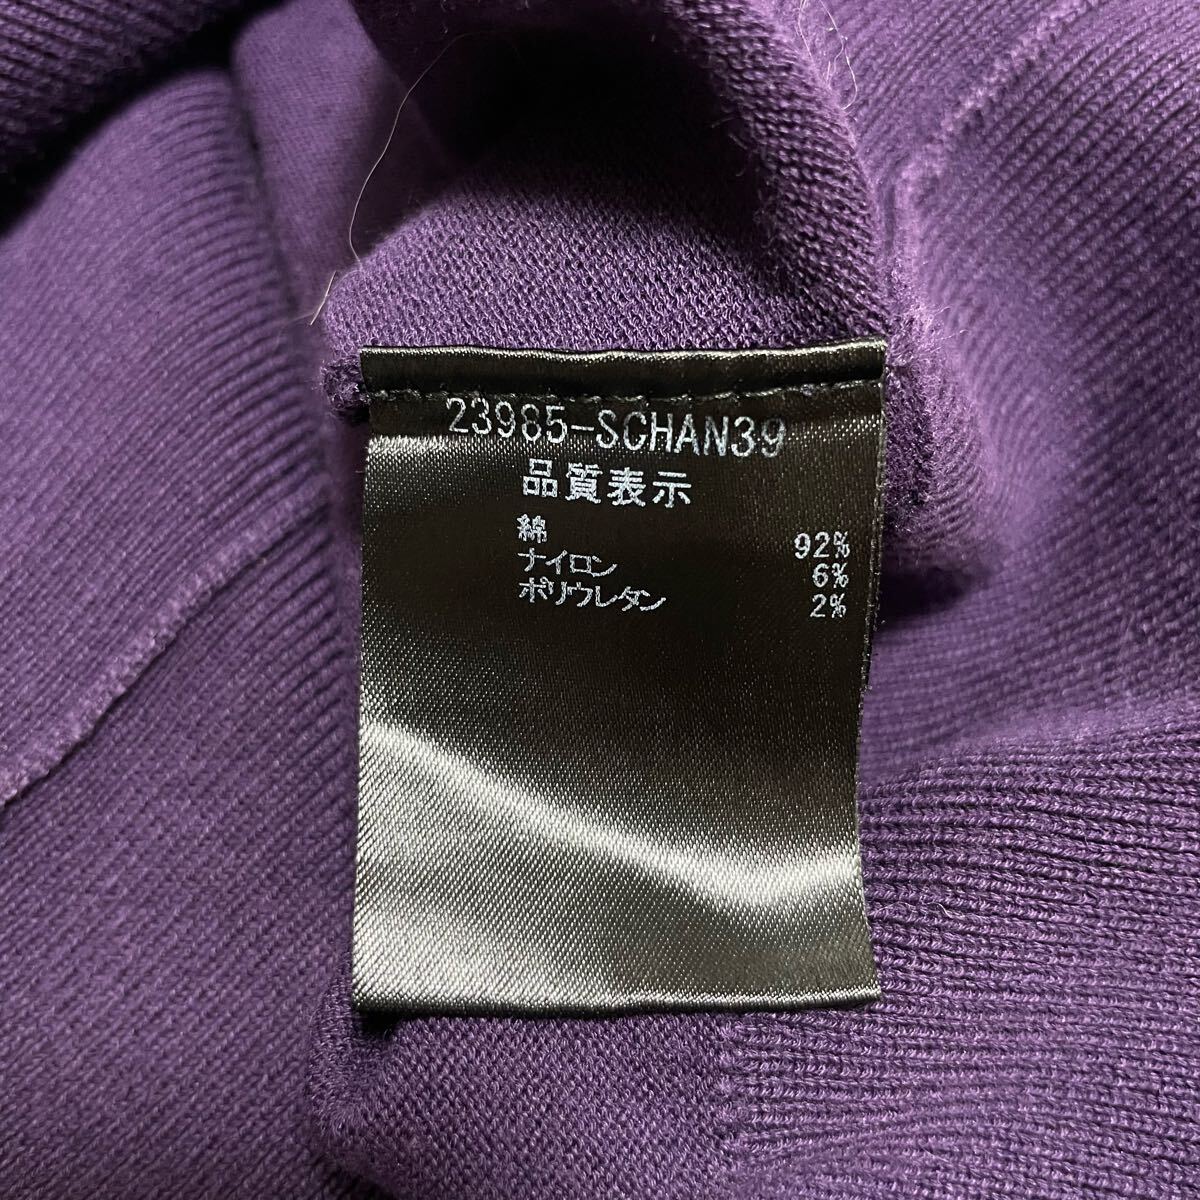 23985-SCHAN39
品質表示
綿 92%
ナイロン 6%
ポリウレタン 2%